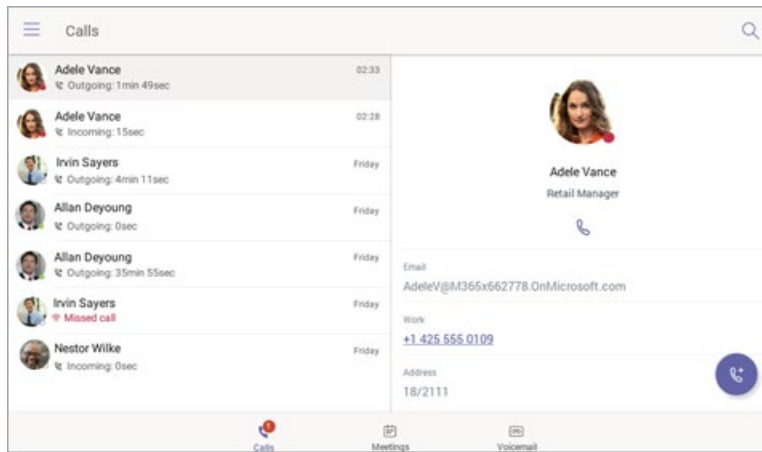 Calls
Adele Vance 02:33
Outgoing: 1min 49sec
Adele Vance 02:28
Incoming: 15sec
Irvin Sayers Friday
Outgoing: 4min 11sec
Allan Deyoung Friday
Outgoing: 0sec
Allan Deyoung Friday
Outgoing: 35min 55sec
Irvin Sayers Friday
Missed call
Nestor Wilke Friday
Incoming: 0sec
Adele Vance
Retail Manager
Email
AdeleV@M365x662778.OnMicrosoft.com
Work
+1 425 555 0109
Address
18/2111
1
Calls Meetings Voicemail